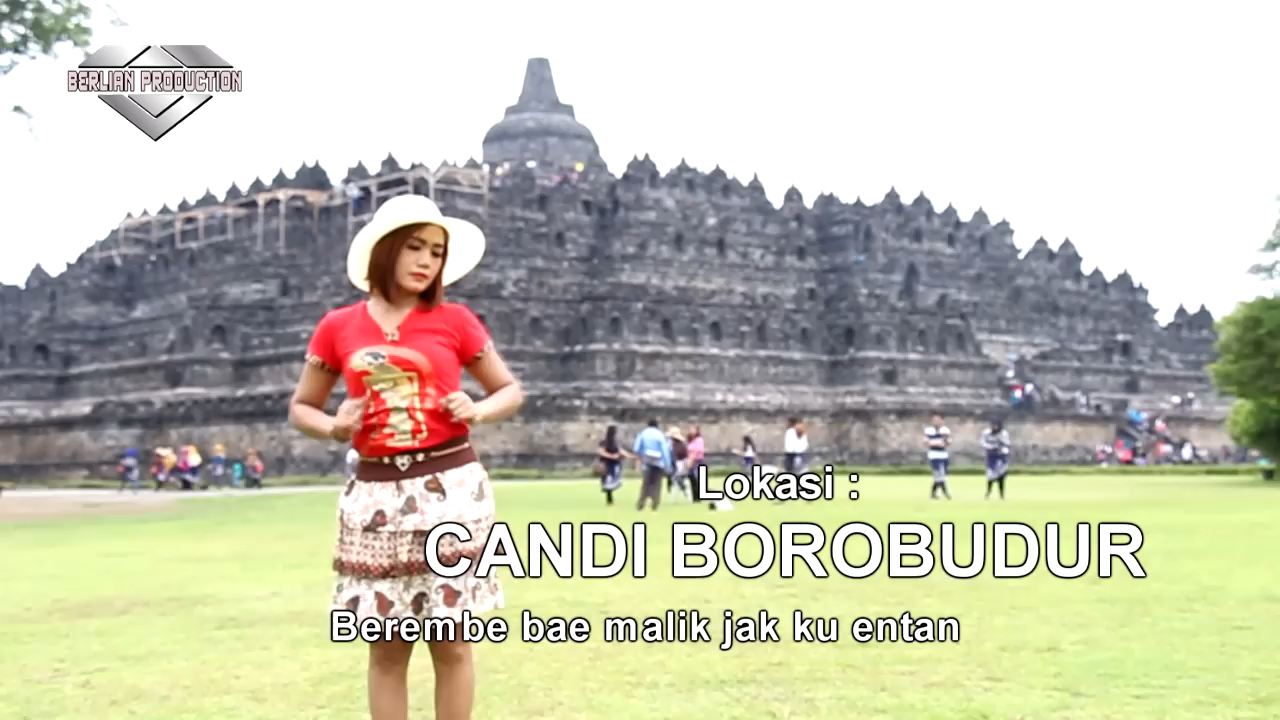 BERLIAN PRODUCTION
Lokasi :
CANDI BOROBUDUR
Berembe bae malik jak ku entan